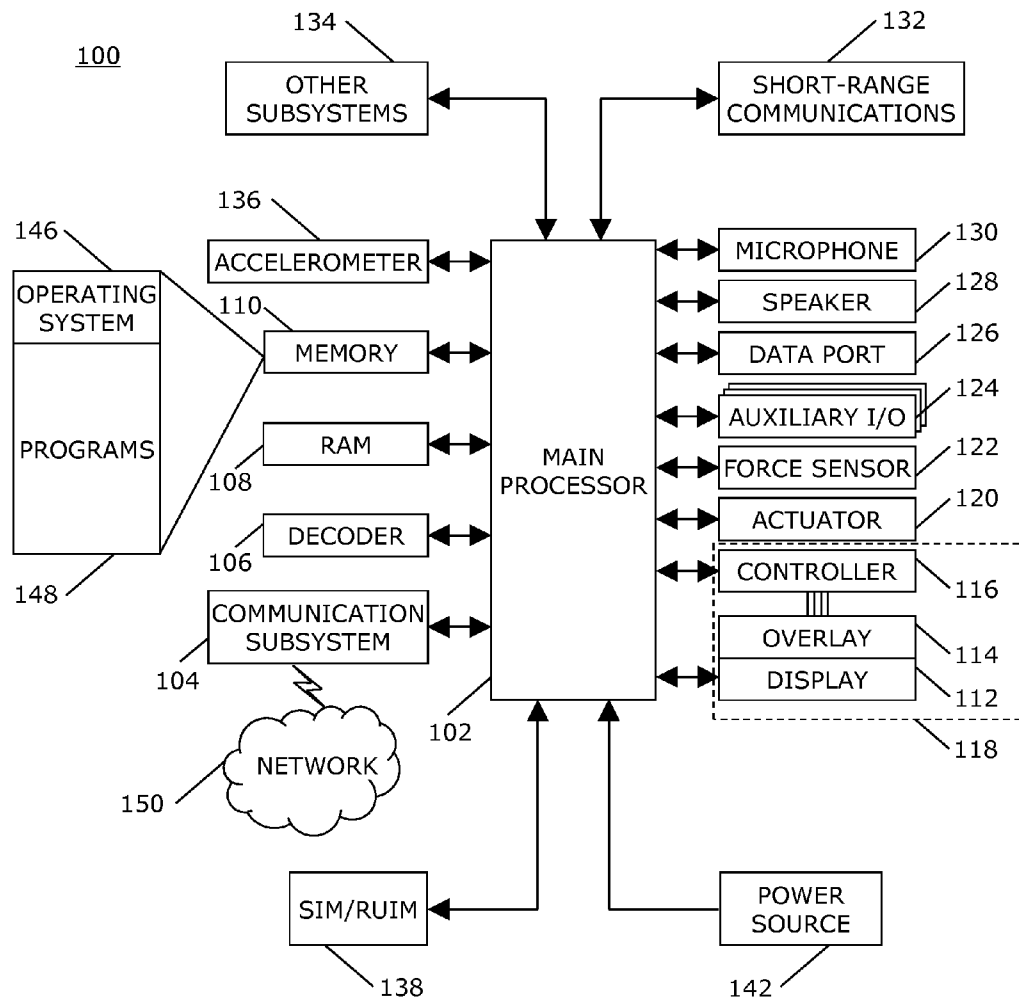 134
132
100
OTHER
SUBSYSTEMS
SHORT-RANGE
COMMUNICATIONS
136
146
ACCELEROMETER
MICROPHONE
130
OPERATING
SYSTEM
110
SPEAKER
128
MEMORY
DATA PORT
126
AUXILIARY I/O
124
PROGRAMS
RAM
108
MAIN
PROCESSOR
FORCE SENSOR
122
DECODER
106
ACTUATOR
120
148
CONTROLLER
116
COMMUNICATION
SUBSYSTEM
104
OVERLAY
114
DISPLAY
112
102
118
NETWORK
150
SIM/RUIM
138
POWER
SOURCE
142